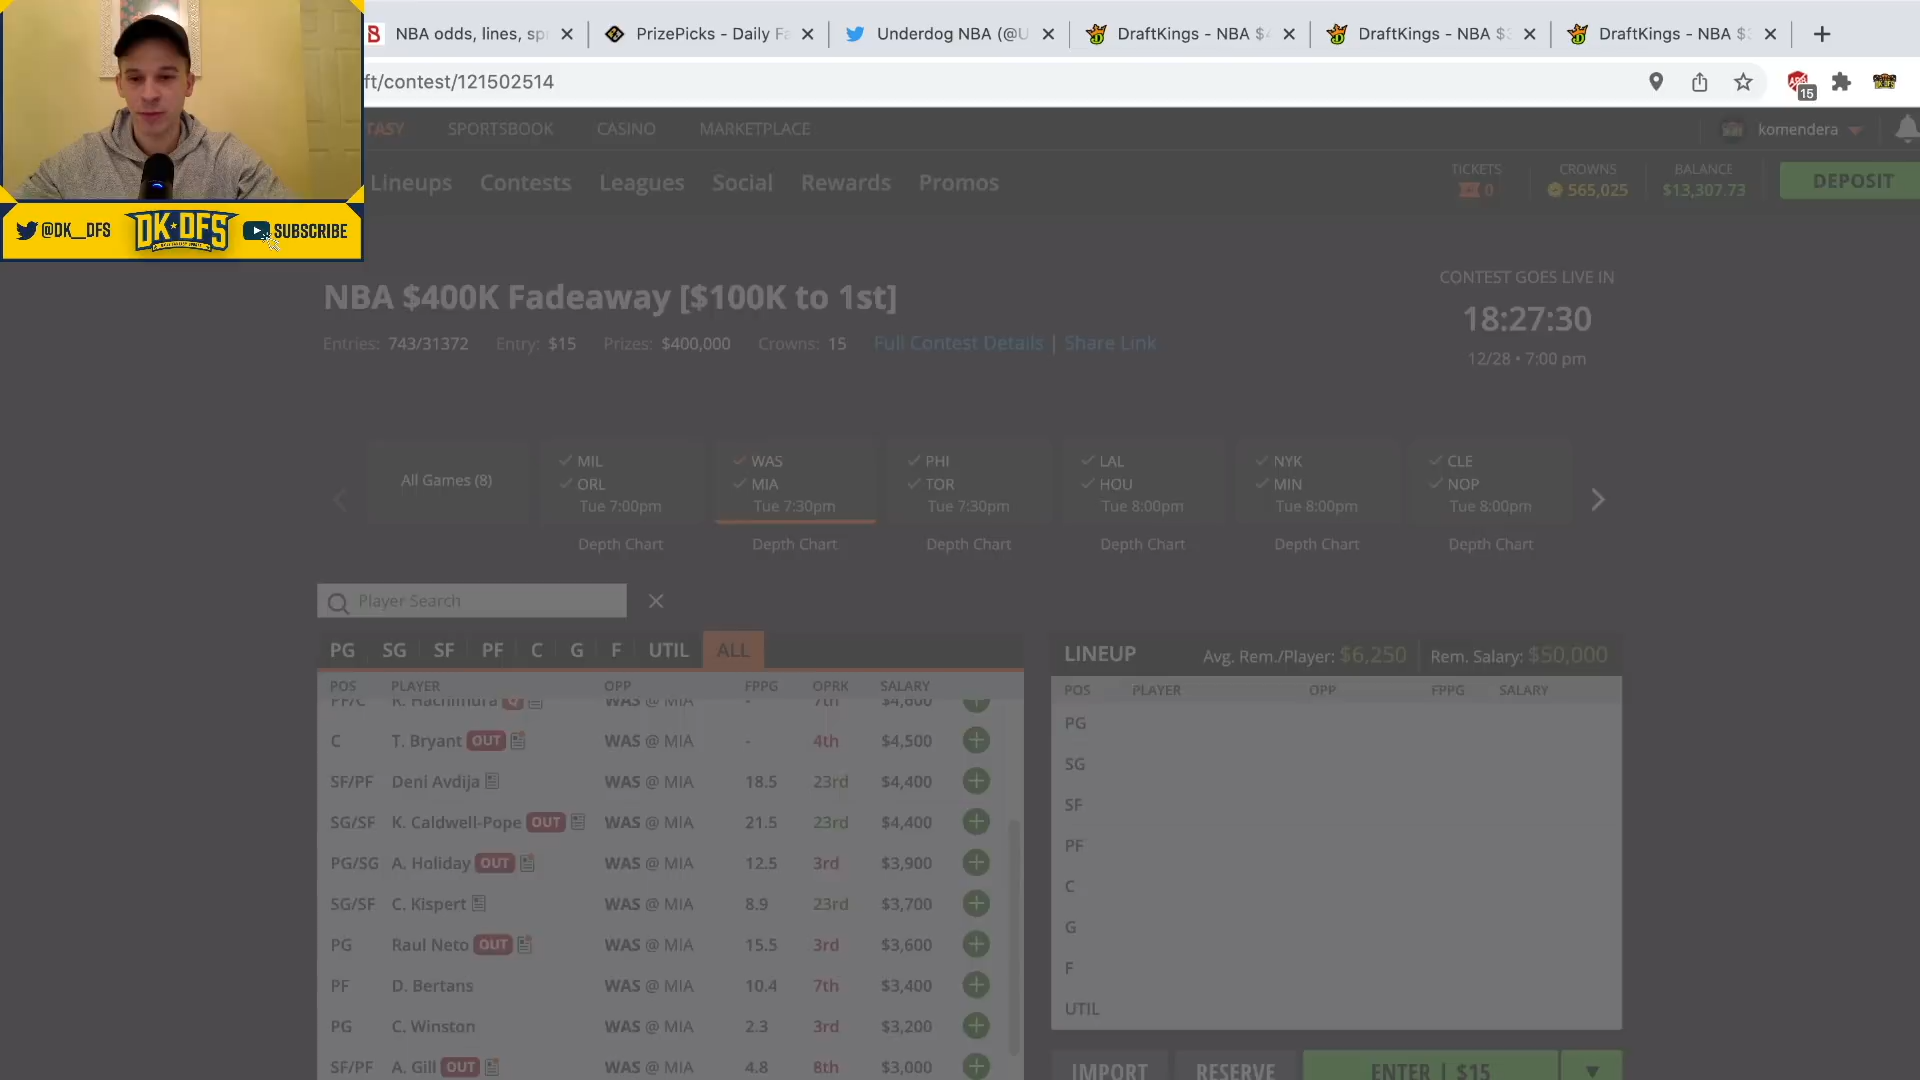 NBA odds, lines, sp
PrizePicks - Daily Fa
Underdog NBA (@U
DraftKings - NBA $4
DraftKings - NBA $
DraftKings - NBA $
ft/contest/121502514
15
TASY
SPORTSBOOK
CASINO
MARKETPLACE
komendera
Lineups
Contests
Leagues
Social
Rewards
Promos
TICKETS
0
CROWNS
565,025
BALANCE
$13,307.73
DEPOSIT
@DK__DFS
DK DFS
SUBSCRIBE
NBA $400K Fadeaway [$100K to 1st]
Entries: 743/31372 Entry: $15 Prizes: $400,000 Crowns: 15 Full Contest Details | Share Link
CONTEST GOES LIVE IN
18:27:30
12/28 • 7:00 pm
All Games (8)
MIL
ORL
Tue 7:00pm
Depth Chart
WAS
MIA
Tue 7:30pm
Depth Chart
PHI
TOR
Tue 7:30pm
Depth Chart
LAL
HOU
Tue 8:00pm
Depth Chart
NYK
MIN
Tue 8:00pm
Depth Chart
CLE
NOP
Tue 8:00pm
Depth Chart
Player Search
PG SG SF PF C G F UTIL ALL
POS PLAYER OPP FPPG OPRK SALARY
PF/C R. Hachimura Q WAS @ MIA - 7th $4,600
C T. Bryant OUT WAS @ MIA - 4th $4,500
SF/PF Deni Avdija WAS @ MIA 18.5 23rd $4,400
SG/SF K. Caldwell-Pope OUT WAS @ MIA 21.5 23rd $4,400
PG/SG A. Holiday OUT WAS @ MIA 12.5 3rd $3,900
SG/SF C. Kispert WAS @ MIA 8.9 23rd $3,700
PG Raul Neto OUT WAS @ MIA 15.5 3rd $3,600
PF D. Bertans WAS @ MIA 10.4 7th $3,400
PG C. Winston WAS @ MIA 2.3 3rd $3,200
SF/PF A. Gill OUT WAS @ MIA 4.8 8th $3,000
LINEUP Avg. Rem./Player: $6,250 Rem. Salary: $50,000
POS PLAYER OPP FPPG SALARY
PG
SG
SF
PF
C
G
F
UTIL
IMPORT
RESERVE
ENTER | $15